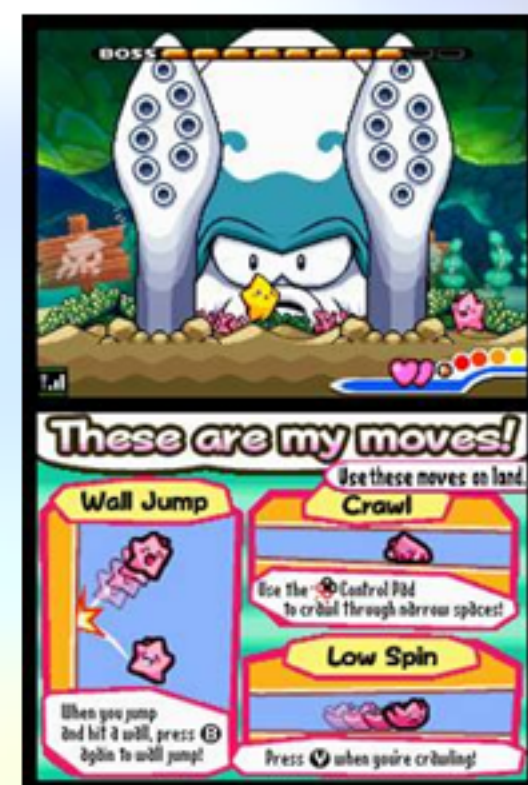 BOSS
These are my moves!
Use these moves on land.
Wall Jump
When you jump
and hit a wall, press B
again to wall jump!
Crawl
Use the Control Pad
to crawl through narrow spaces!
Low Spin
Press Y when you're crawling!